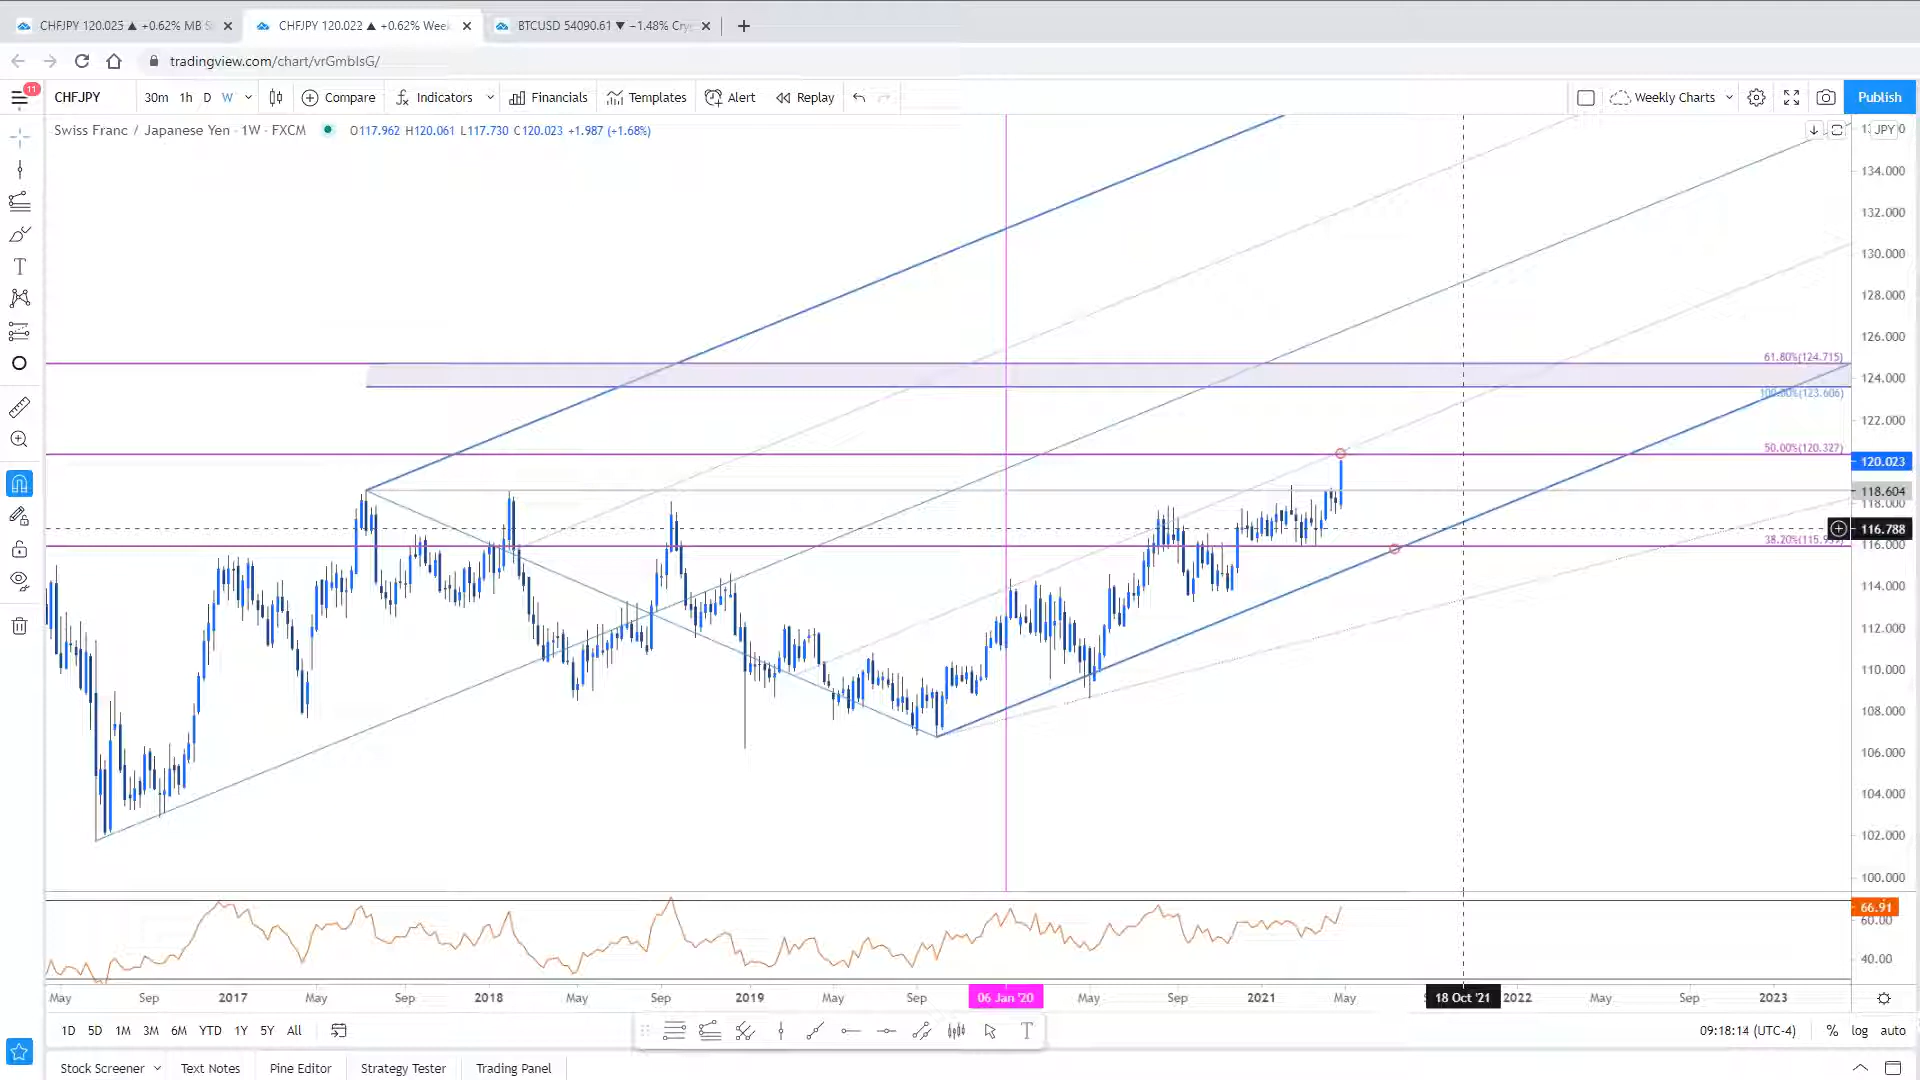 CHFJPY 120.023 ▲ +0.62% MB
CHFJPY 120.022 ▲ +0.62%
BTCUSD 54090.61 ▼ −1.48%
tradingview.com/chart/vrGmbIsG/
11
CHFJPY 30m 1h D W Compare Indicators Financials Templates Alert Replay Weekly Charts Publish
Swiss Franc / Japanese Yen · 1W · FXCM O117.962 H120.061 L117.730 C120.023 +1.987 (+1.68%)
JPY
134.000
132.000
130.000
128.000
126.000
61.80%(124.715)
124.000
100.00%(123.606)
122.000
50.00%(120.327)
120.023
118.604
118.000
116.788
116.000
114.000
112.000
110.000
108.000
106.000
104.000
102.000
100.000
66.91
60.00
40.00
May Sep 2017 May Sep 2018 May Sep 2019 May Sep 06 Jan '20 May Sep 2021 May 18 Oct '21 2022 May Sep 2023
1D 5D 1M 3M 6M YTD 1Y 5Y All
09:18:14 (UTC-4) % log auto
Stock Screener Text Notes Pine Editor Strategy Tester Trading Panel